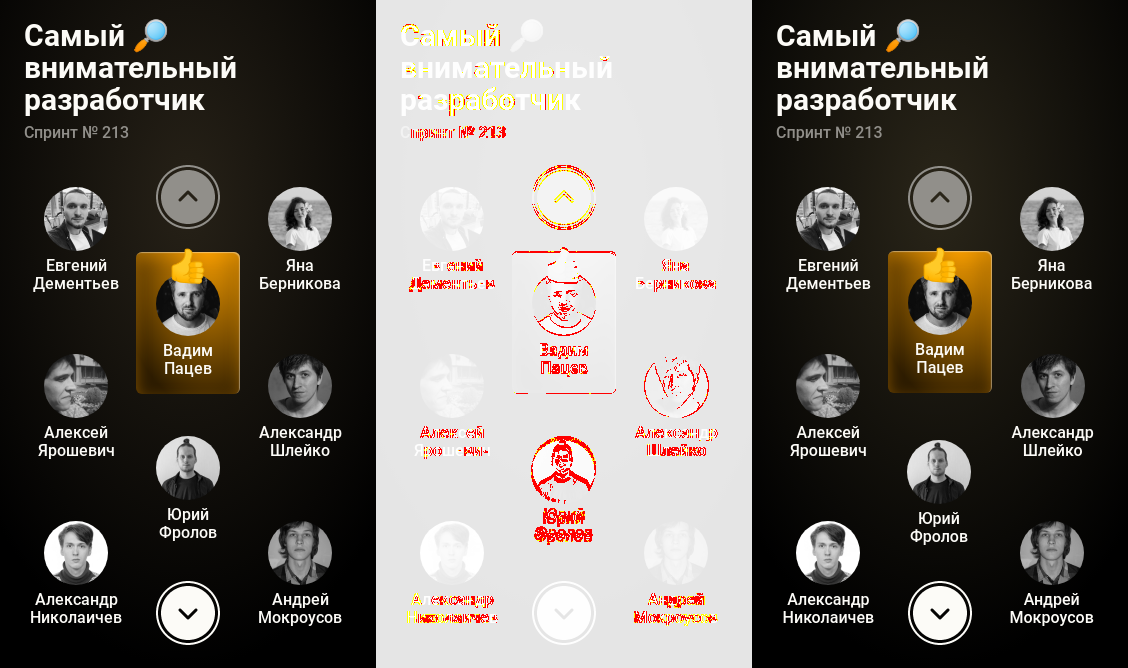 Самый 🔎
внимательный
разработчик
Спринт № 213
Евгений
Дементьев
Яна
Берникова
Вадим
Пацев
Алексей
Ярошевич
Александр
Шлейко
Юрий
Фролов
Александр
Николаичев
Андрей
Мокроусов
Самый 🔎
внимательный
разработчик
Спринт № 213
Евгений
Дементьев
Яна
Берникова
Вадим
Пацев
Алексей
Ярошевич
Александр
Шлейко
Юрий
Фролов
Александр
Николаичев
Андрей
Мокроусов
Самый 🔎
внимательный
разработчик
Спринт № 213
Евгений
Дементьев
Яна
Берникова
Вадим
Пацев
Алексей
Ярошевич
Александр
Шлейко
Юрий
Фролов
Александр
Николаичев
Андрей
Мокроусов